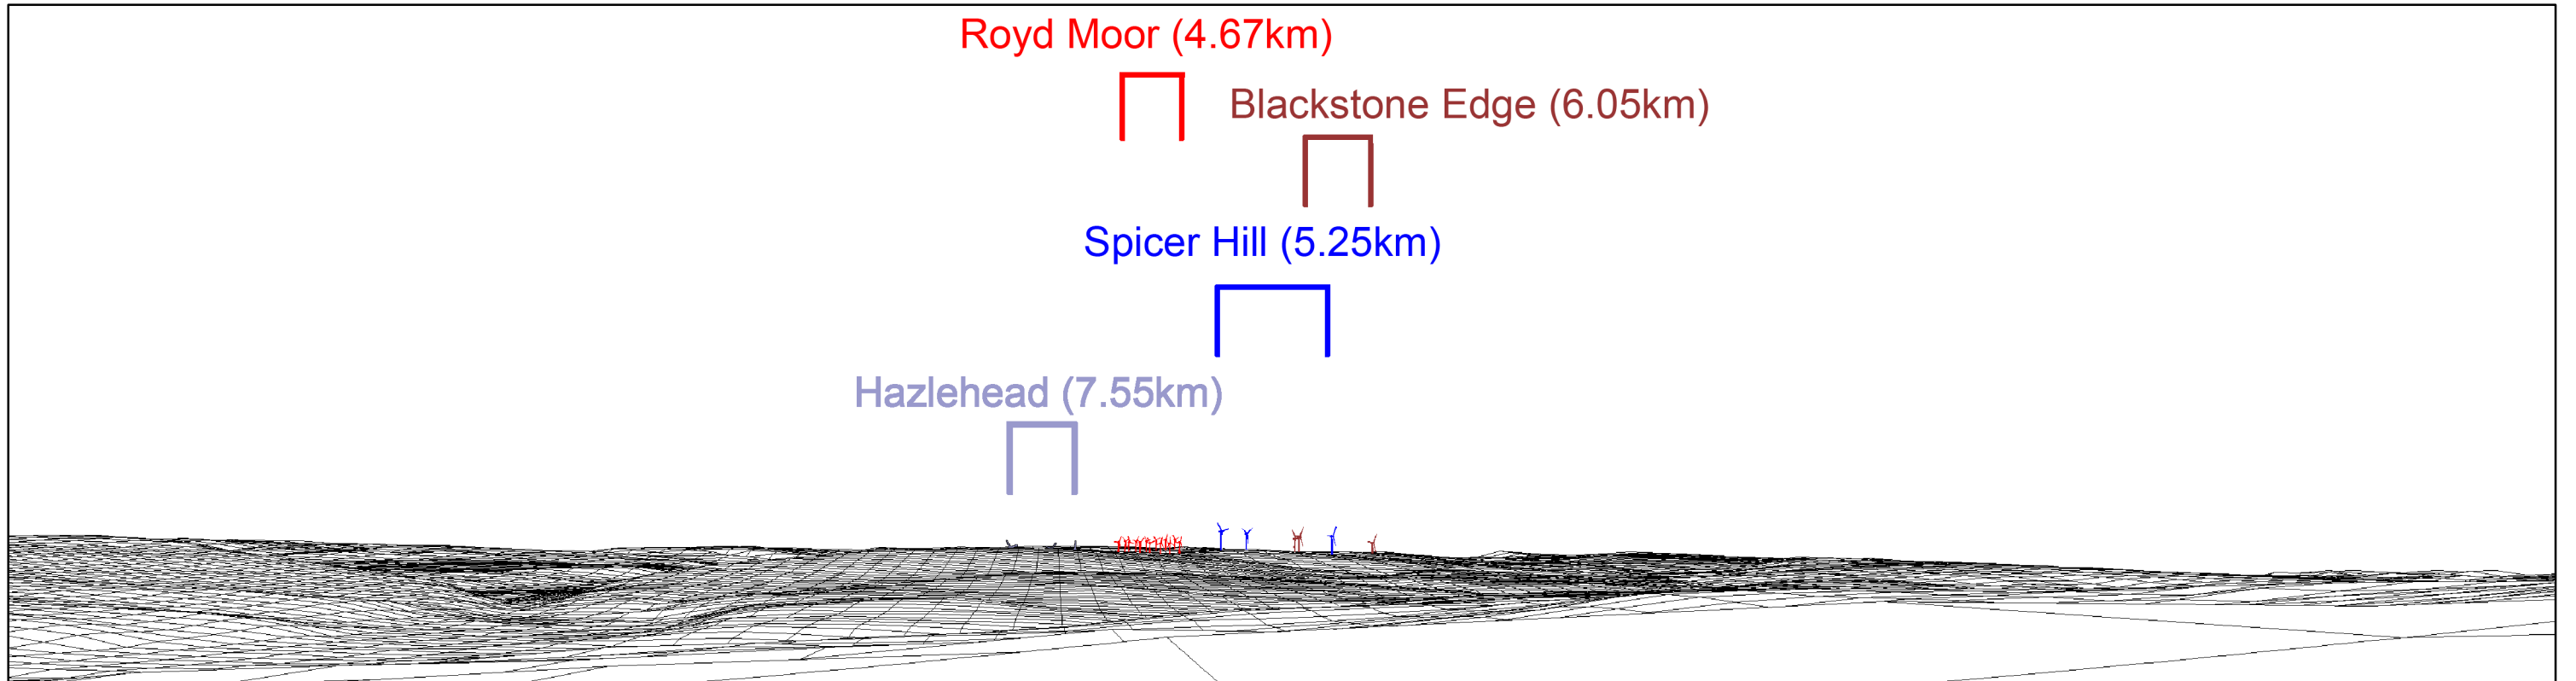 Royd Moor (4.67km)
Blackstone Edge (6.05km)
Spicer Hill (5.25km)
Hazlehead (7.55km)